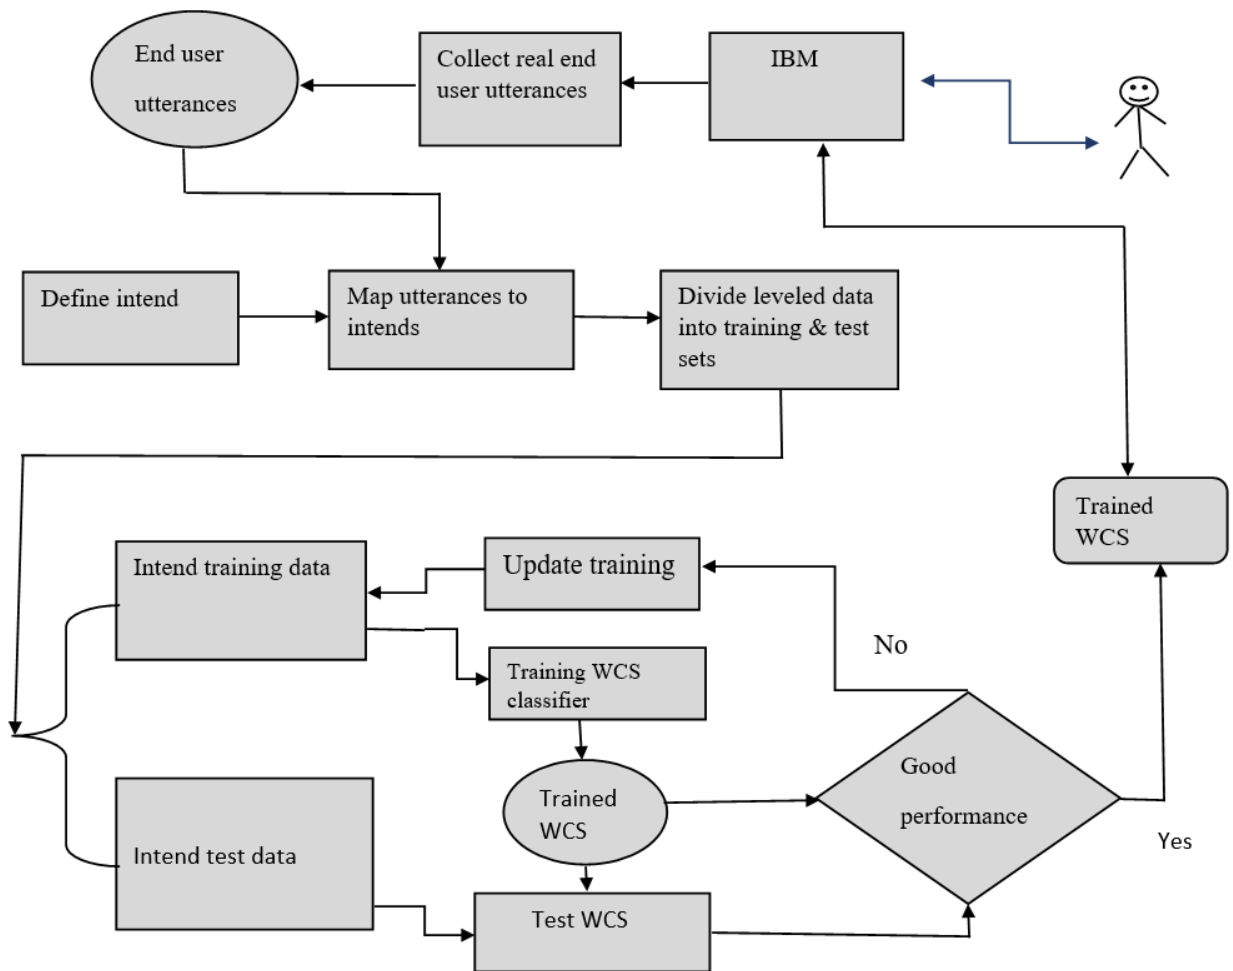 End user
utterances
Collect real end
user utterances
IBM
Define intend
Map utterances to
intends
Divide leveled data
into training & test
sets
Trained
WCS
Intend training data
Update training
No
Training WCS
classifier
Good
performance
Trained
WCS
Yes
Intend test data
Test WCS